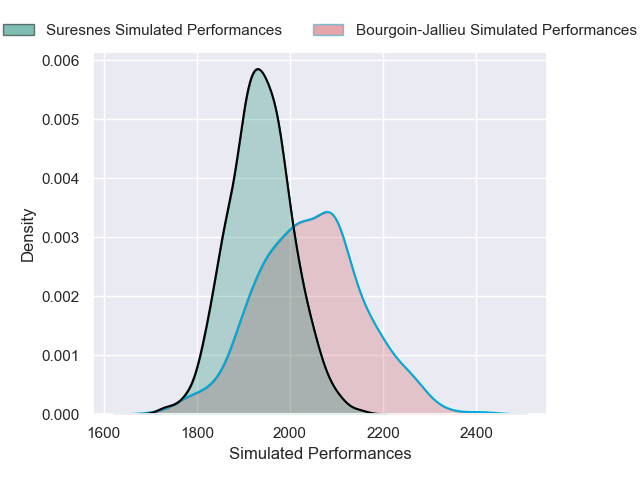 Suresnes Simulated Performances
Bourgoin-Jallieu Simulated Performances
0.006
0.005
0.004
0.003
0.002
0.001
0.000
Density
1600 1800 2000 2200 2400
Simulated Performances